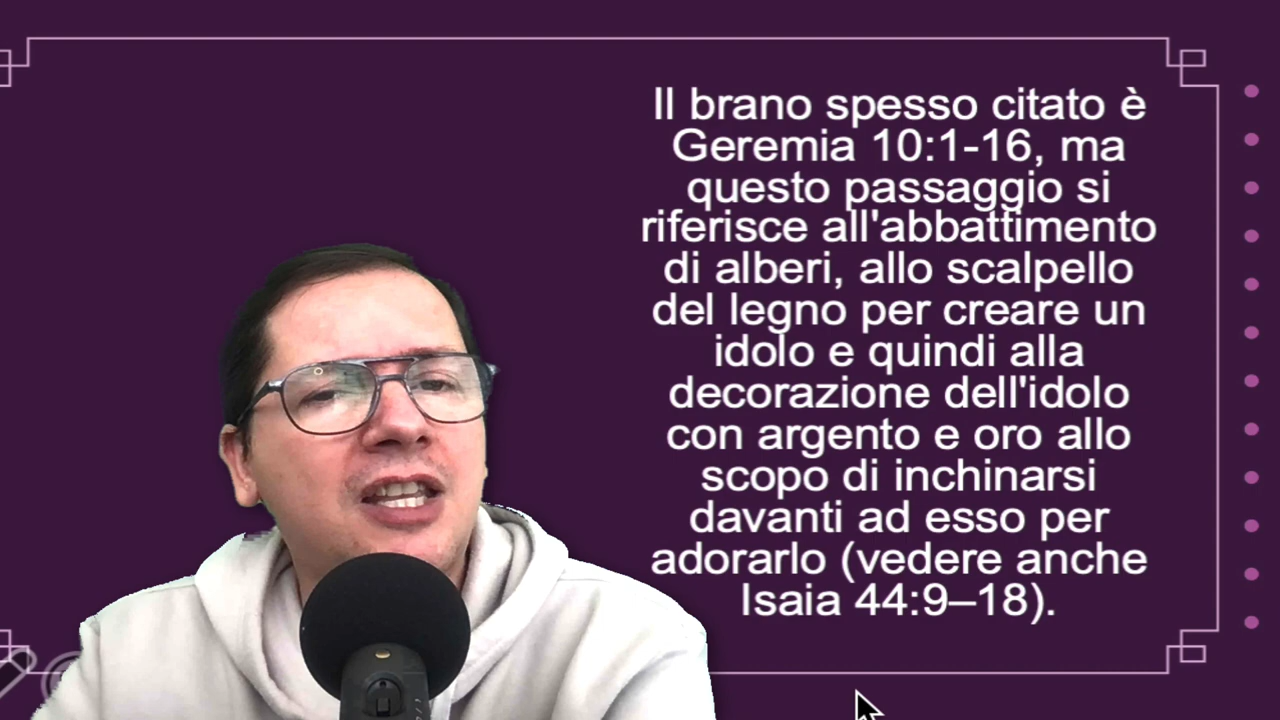 Il brano spesso citato è
Geremia 10:1-16, ma
questo passaggio si
riferisce all'abbattimento
di alberi, allo scalpello
del legno per creare un
idolo e quindi alla
decorazione dell'idolo
con argento e oro allo
scopo di inchinarsi
davanti ad esso per
adorarlo (vedere anche
Isaia 44:9–18).